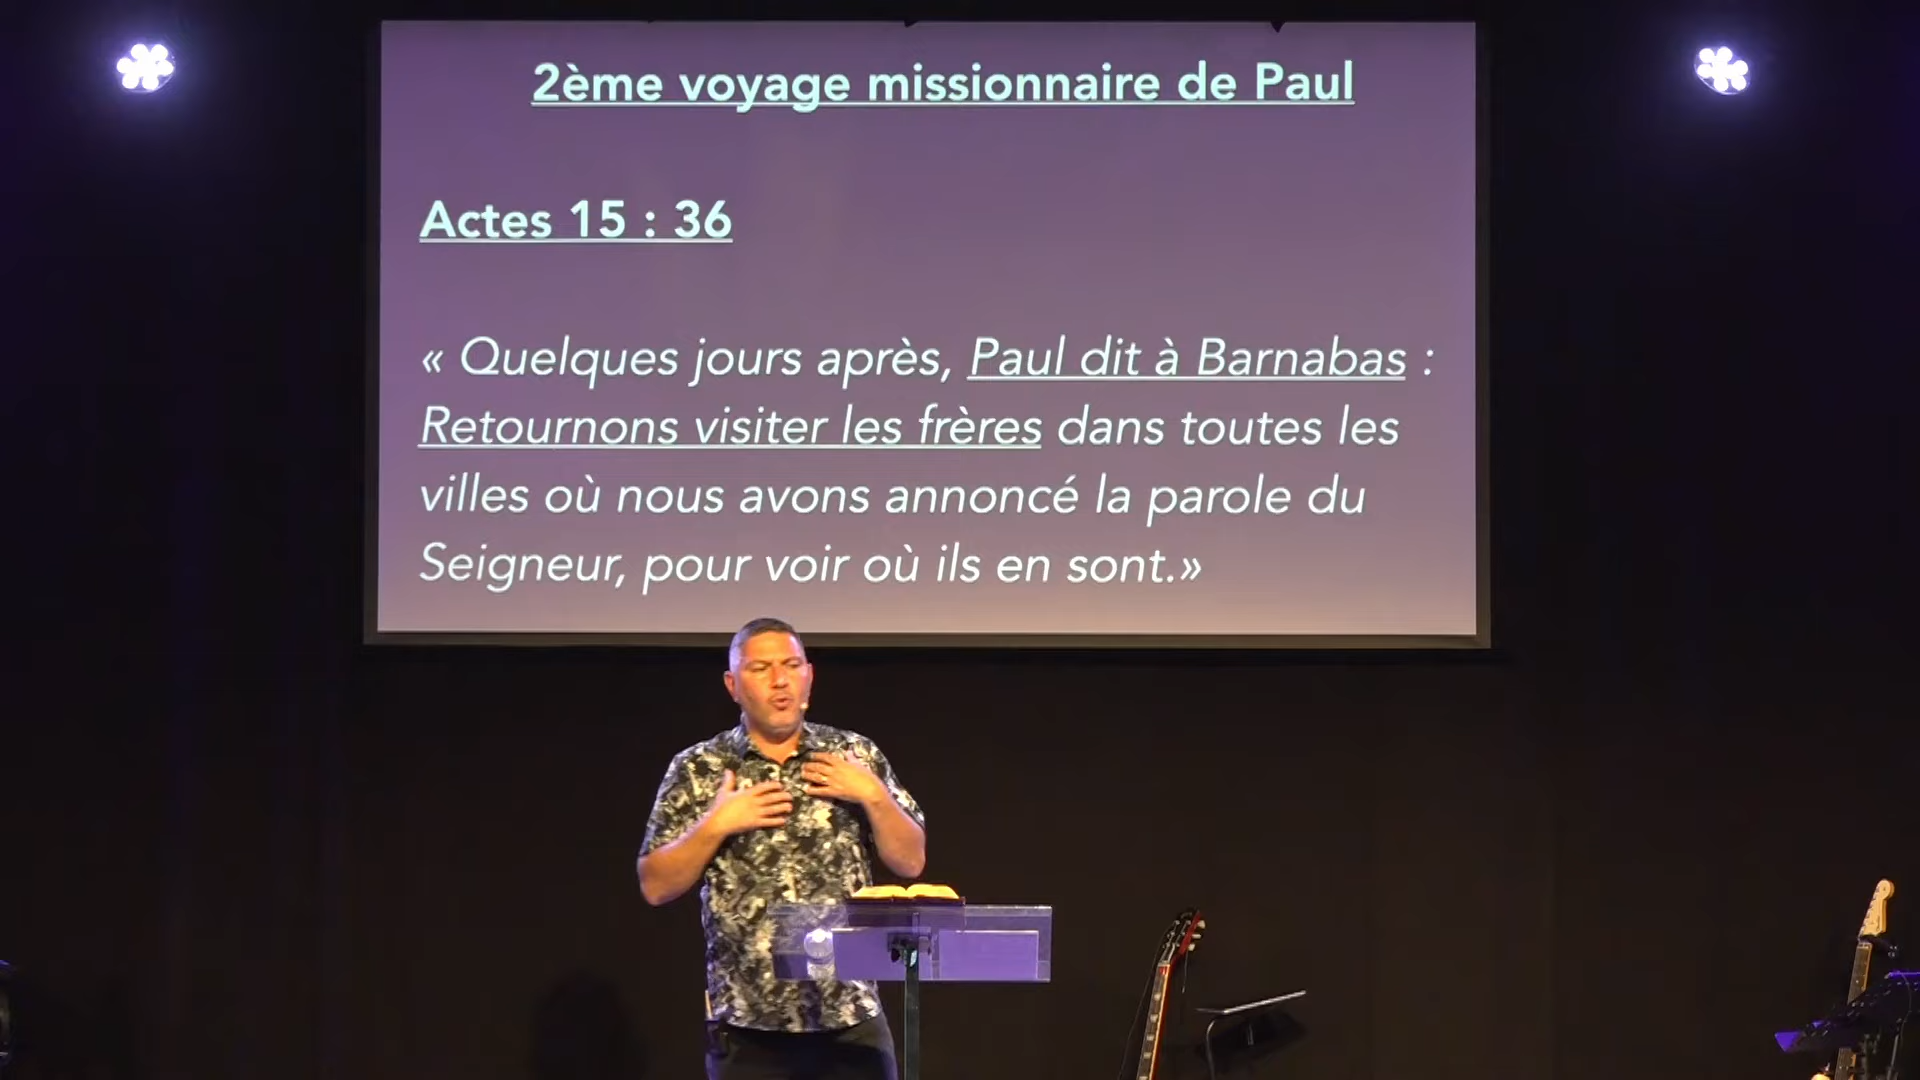 2ème voyage missionnaire de Paul
Actes 15 : 36
« Quelques jours après, Paul dit à Barnabas :
Retournons visiter les frères dans toutes les
villes où nous avons annoncé la parole du
Seigneur, pour voir où ils en sont.»